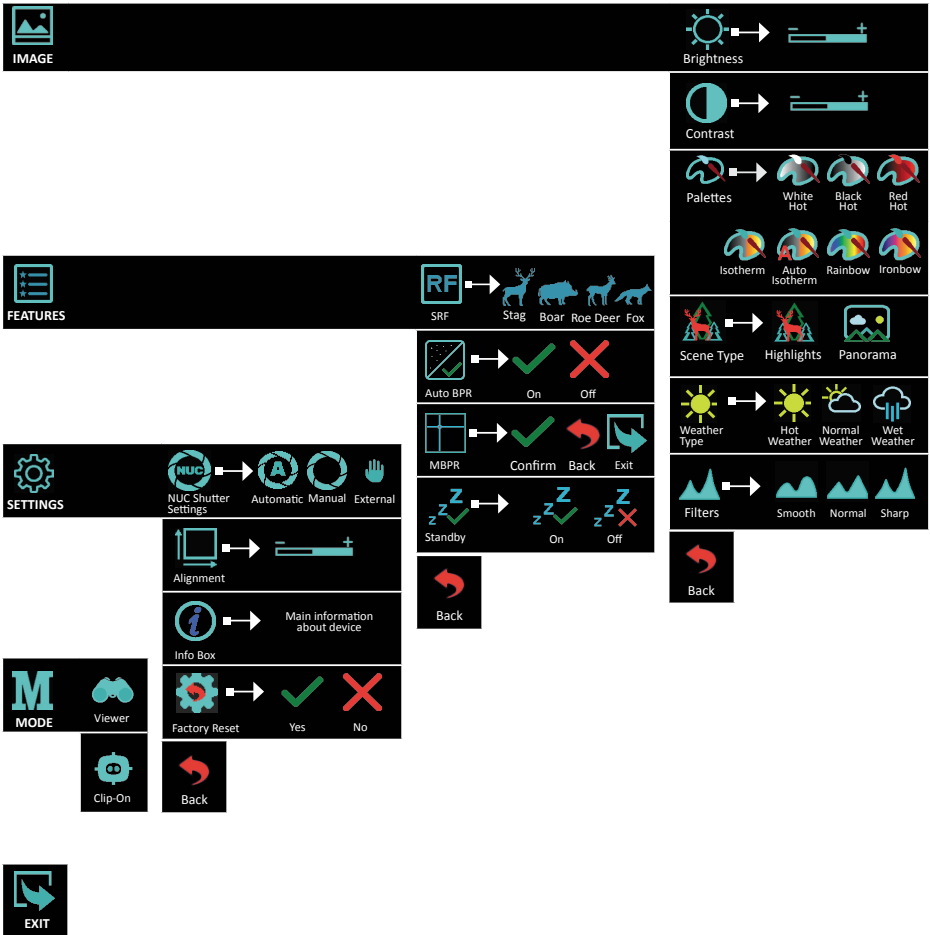 IMAGE
Brightness
- +
Contrast
- +
Palettes
White Hot
Black Hot
Red Hot
Isotherm
A
Auto Isotherm
Rainbow
Ironbow
Scene Type
Highlights
Panorama
Weather Type
Hot Weather
Normal Weather
Wet Weather
Filters
Smooth
Normal
Sharp
Back
FEATURES
RF
SRF
Stag
Boar
Roe Deer
Fox
Auto BPR
On
Off
MBPR
Confirm
Back
Exit
z z Z
Standby
z z Z
On
z z Z
Off
Back
SETTINGS
NUC
NUC Shutter Settings
A
Automatic
Manual
External
Alignment
- +
i
Info Box
Main information
about device
Factory Reset
Yes
No
Back
M
MODE
Viewer
Clip-On
EXIT